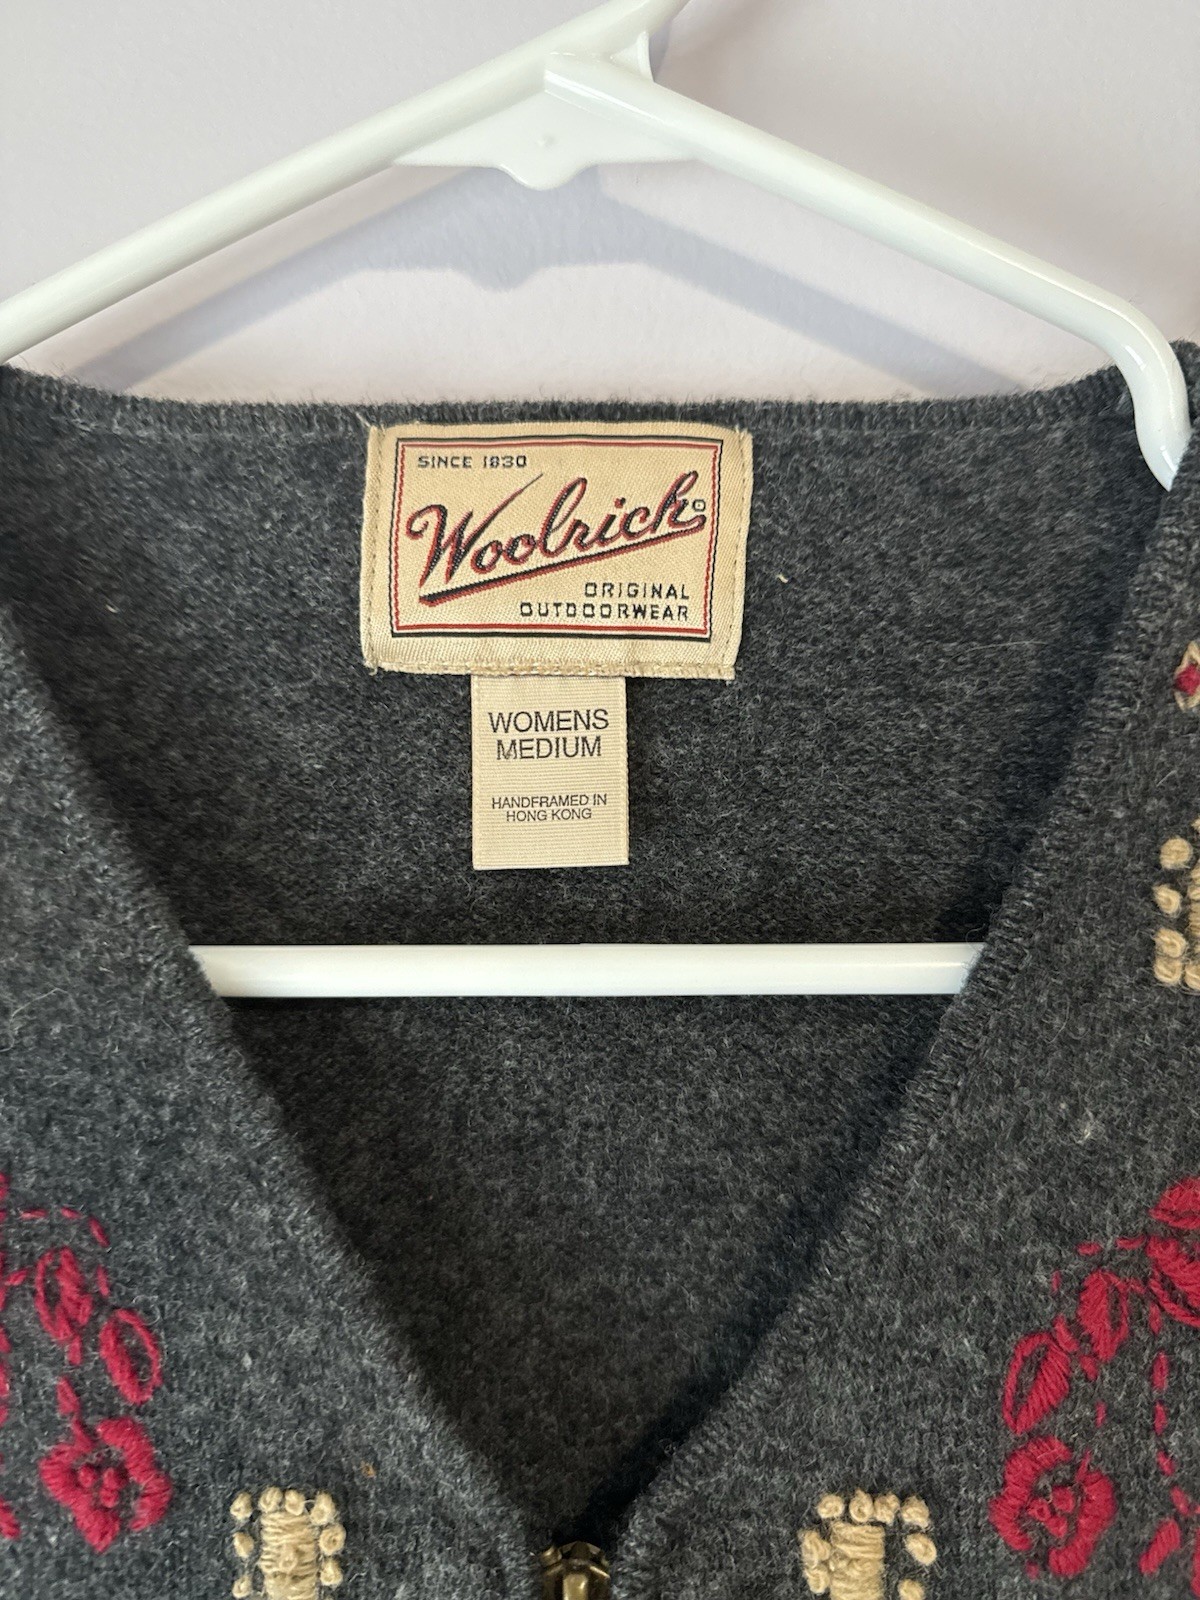 SINCE 1830
Woolrich®
ORIGINAL
OUTDOORWEAR
WOMENS
MEDIUM
HANDFRAMED IN
HONG KONG